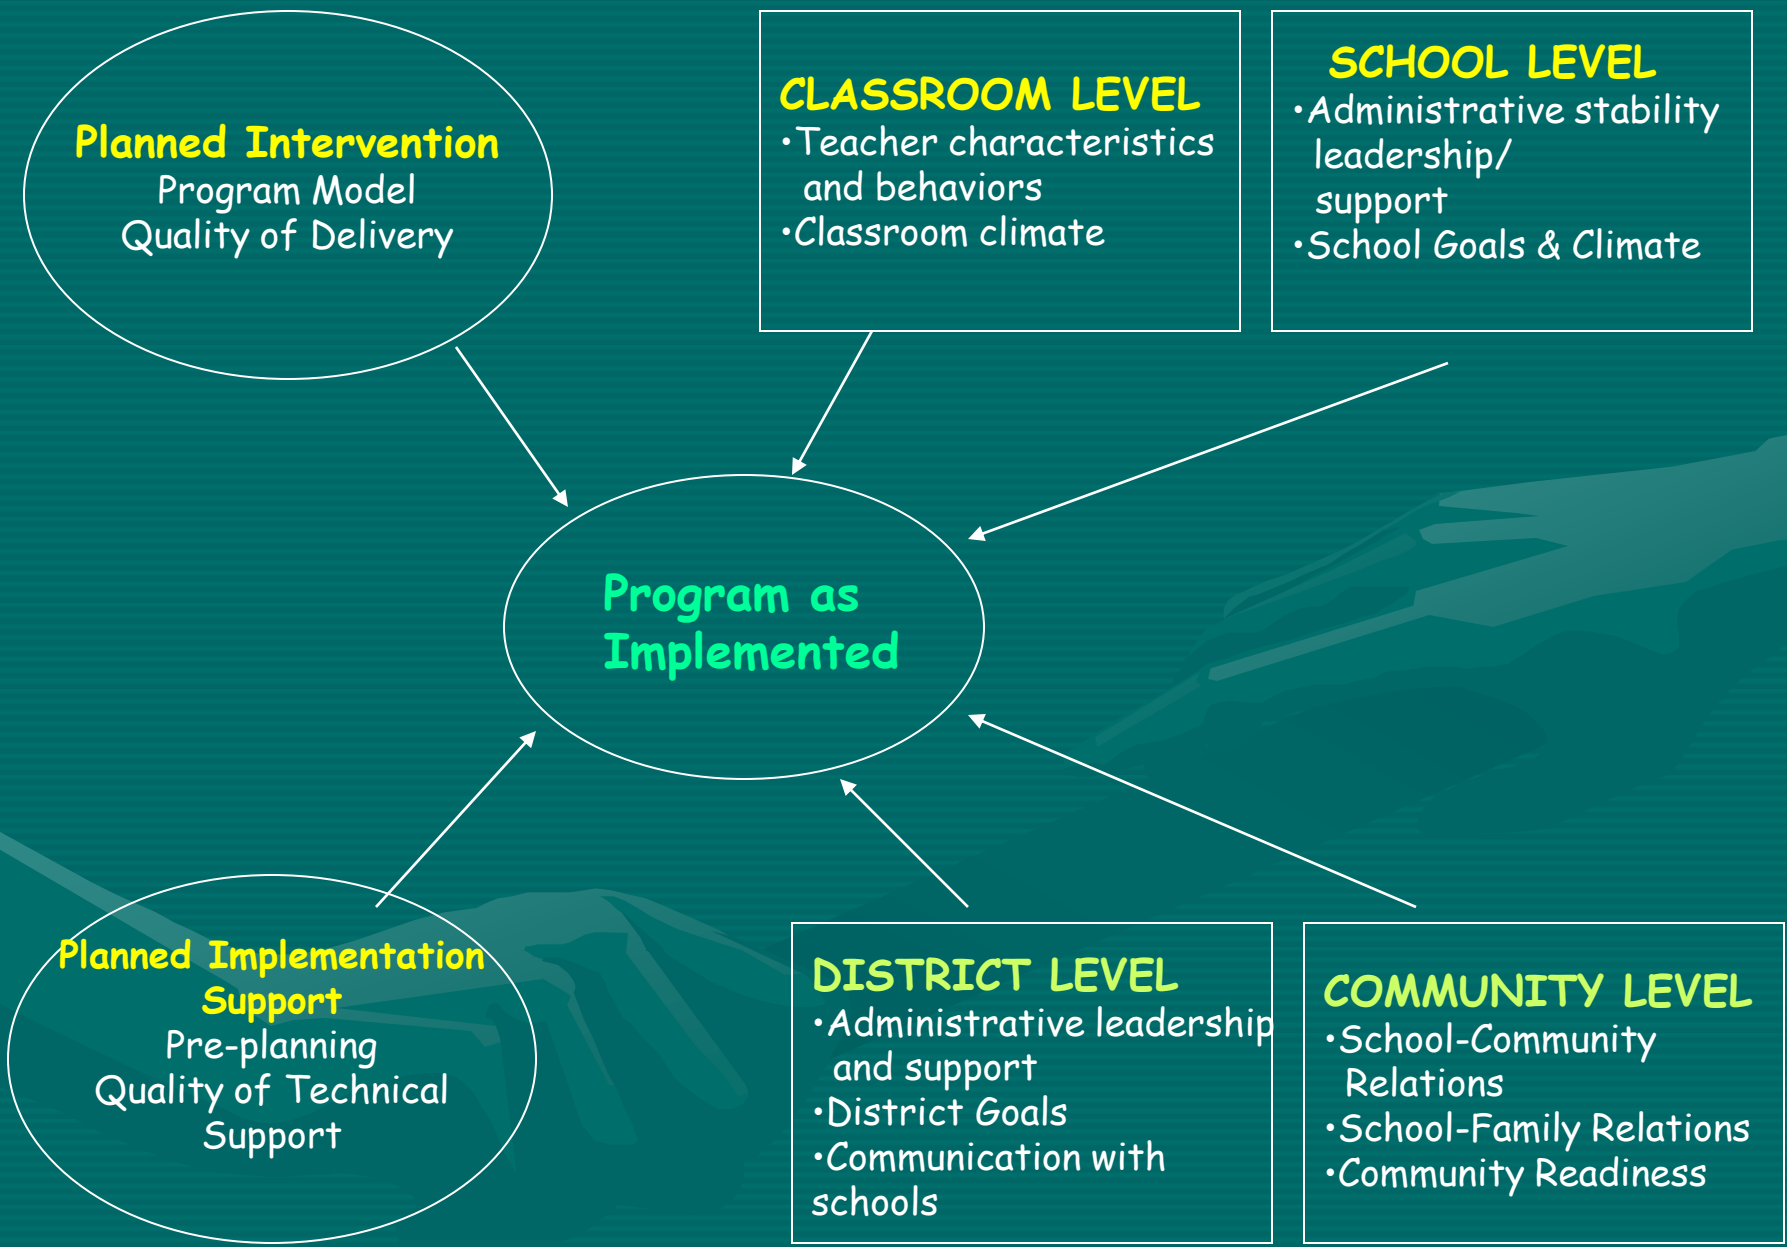 Planned Intervention
Program Model
Quality of Delivery
CLASSROOM LEVEL
•Teacher characteristics
and behaviors
•Classroom climate
SCHOOL LEVEL
•Administrative stability
leadership/
support
•School Goals & Climate
Program as
Implemented
Planned Implementation
Support
Pre-planning
Quality of Technical
Support
DISTRICT LEVEL
•Administrative leadership
and support
•District Goals
•Communication with
schools
COMMUNITY LEVEL
•School-Community
Relations
•School-Family Relations
•Community Readiness